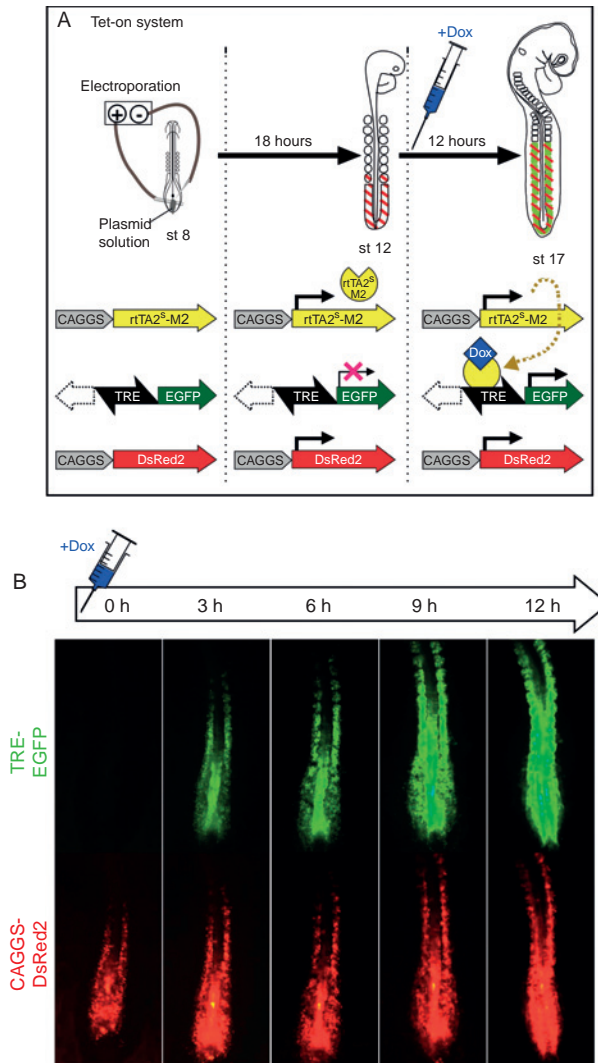 A Tet-on system
+Dox
Electroporation
+ -
18 hours
12 hours
Plasmid
solution
st 8
st 12
st 17
rtTA2ˢ
M2
CAGGS rtTA2ˢ-M2
CAGGS rtTA2ˢ-M2
CAGGS rtTA2ˢ-M2
Dox
TRE EGFP
TRE EGFP
TRE EGFP
CAGGS DsRed2
CAGGS DsRed2
CAGGS DsRed2
+Dox
B
0 h 3 h 6 h 9 h 12 h
TRE-
EGFP
CAGGS-
DsRed2